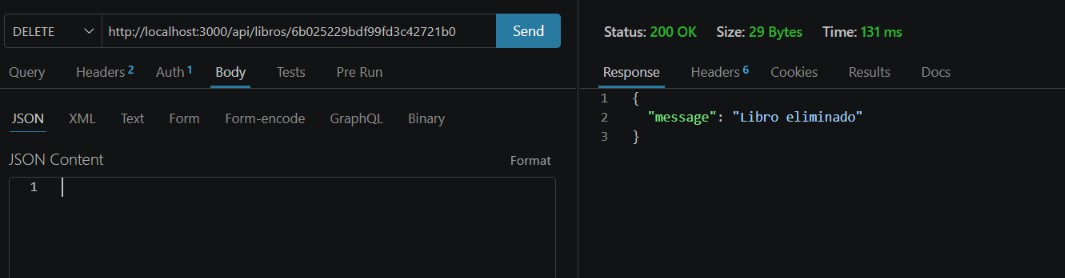 DELETE http://localhost:3000/api/libros/6b025229bdf99fd3c42721b0 Send
Query Headers 2 Auth 1 Body Tests Pre Run
JSON XML Text Form Form-encode GraphQL Binary
JSON Content Format
1
Status: 200 OK Size: 29 Bytes Time: 131 ms
Response Headers 6 Cookies Results Docs
1 {
2 "message": "Libro eliminado"
3 }